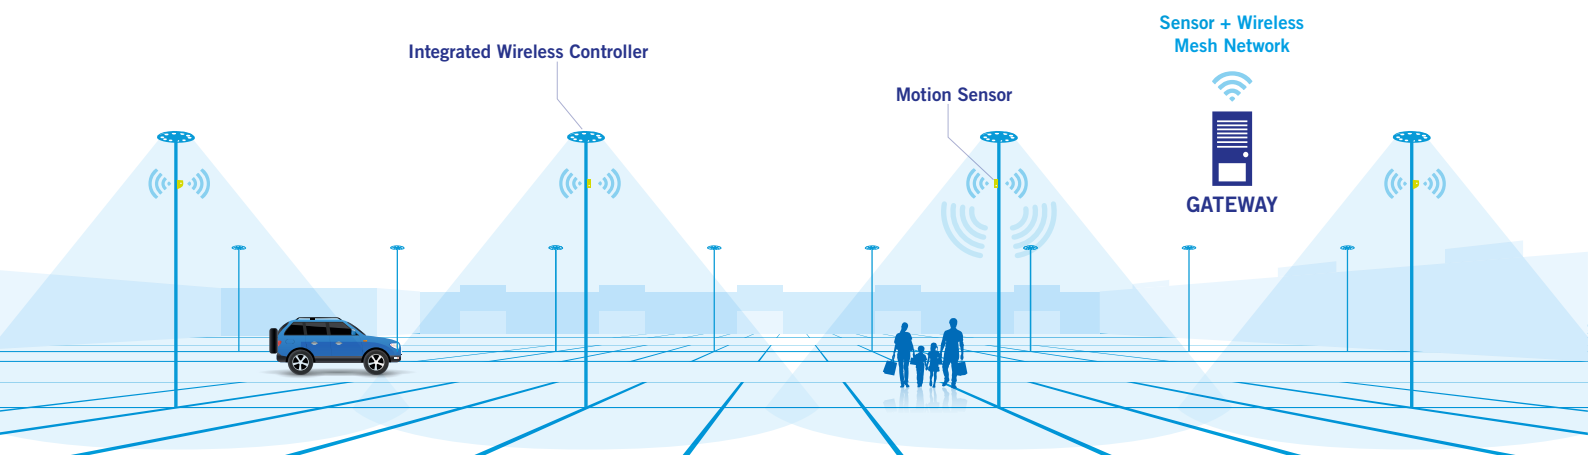 Sensor + Wireless
Mesh Network
Integrated Wireless Controller
Motion Sensor
GATEWAY